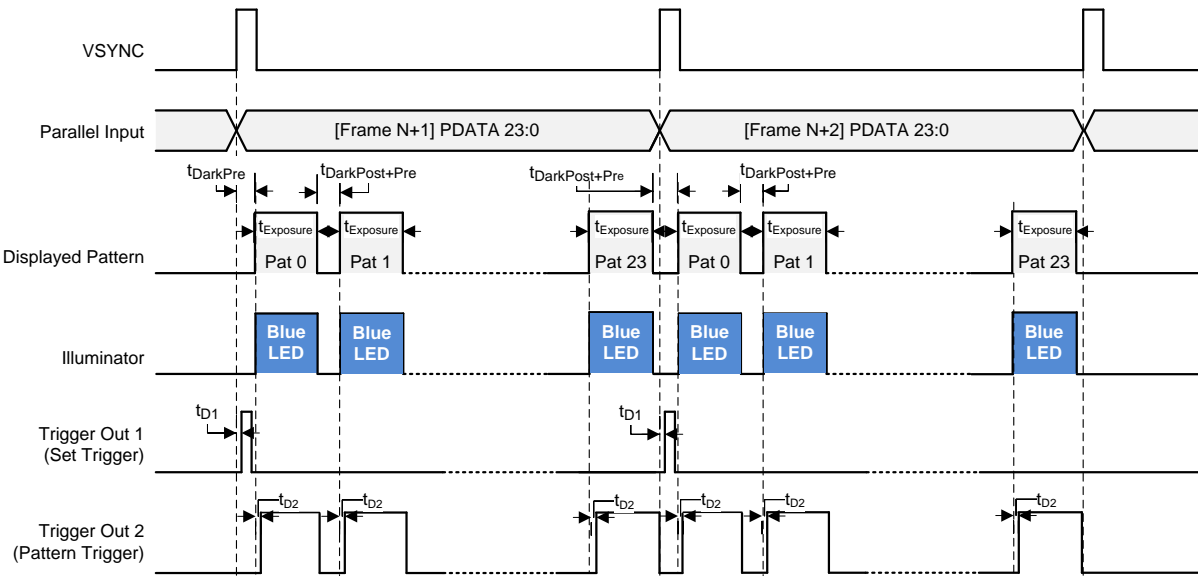 VSYNC
Parallel Input
[Frame N+1] PDATA 23:0
[Frame N+2] PDATA 23:0
tDarkPre
tDarkPost+Pre
tDarkPost+Pre
tDarkPost+Pre
Displayed Pattern
tExposure
tExposure
tExposure
tExposure
tExposure
tExposure
Pat 0
Pat 1
Pat 23
Pat 0
Pat 1
Pat 23
Illuminator
Blue
LED
Blue
LED
Blue
LED
Blue
LED
Blue
LED
Blue
LED
Trigger Out 1
(Set Trigger)
tD1
tD1
Trigger Out 2
(Pattern Trigger)
tD2
tD2
tD2
tD2
tD2
tD2